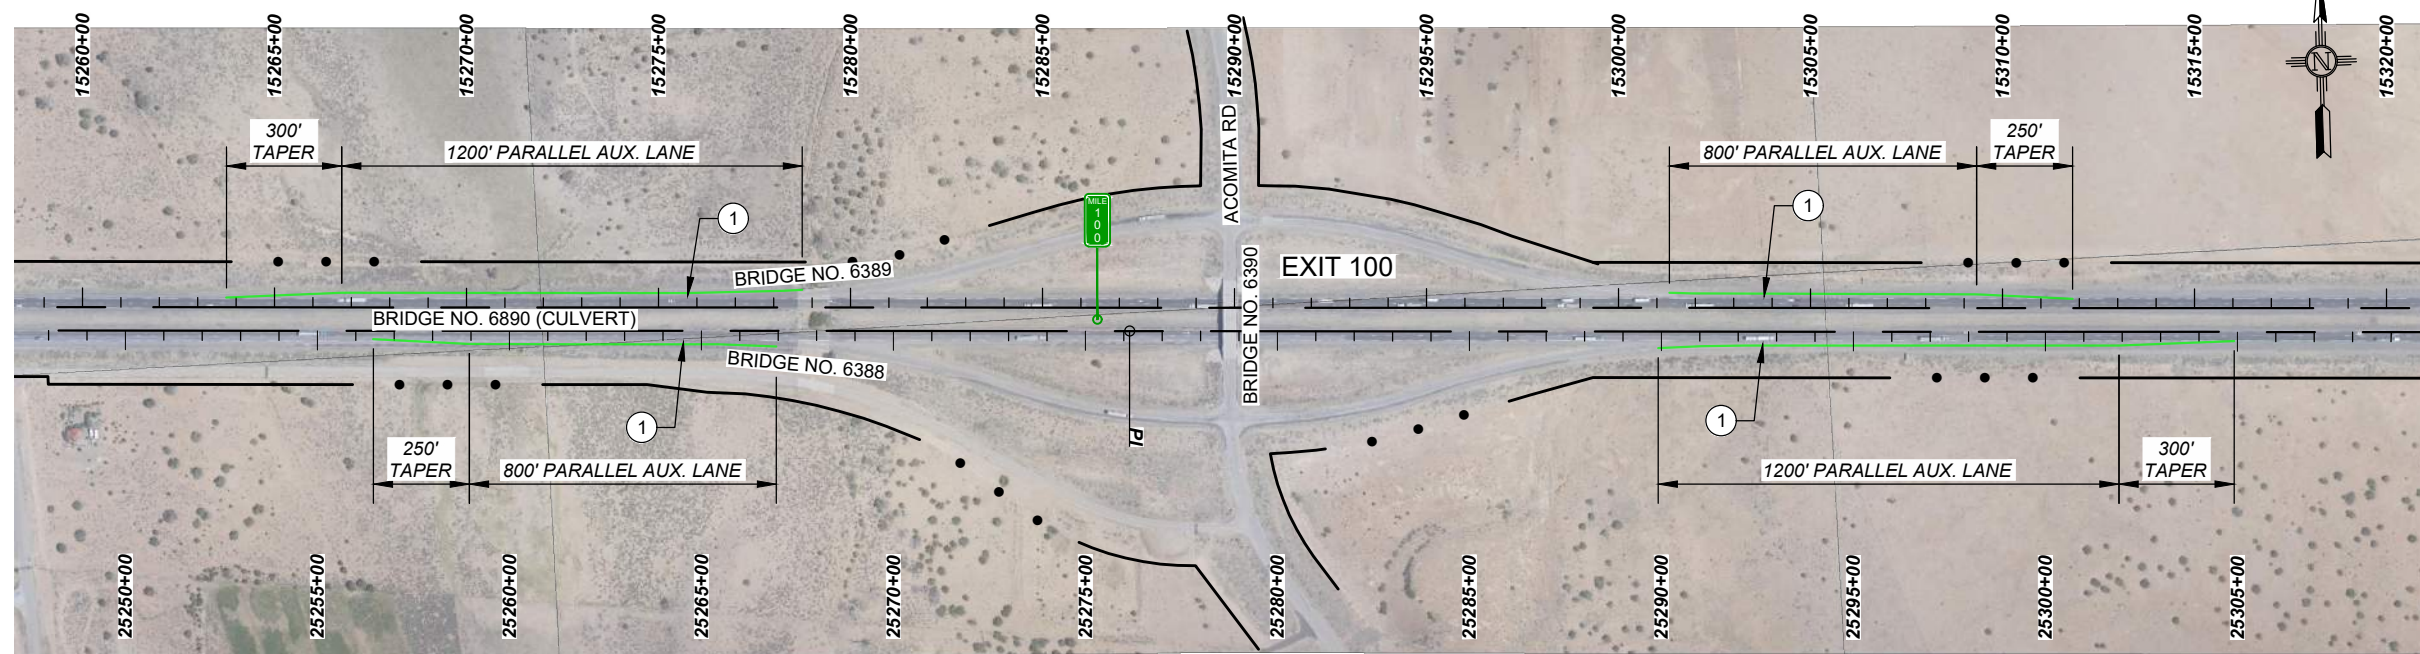 15260+00
15265+00
15270+00
15275+00
15280+00
15285+00
15290+00
15295+00
15300+00
15305+00
15310+00
15315+00
15320+00
N
300'
TAPER
1200' PARALLEL AUX. LANE
1
MILE
1
0
0
ACOMITA RD
800' PARALLEL AUX. LANE
250'
TAPER
1
BRIDGE NO. 6389
BRIDGE NO. 6390
EXIT 100
BRIDGE NO. 6890 (CULVERT)
BRIDGE NO. 6388
1
PI
1
250'
TAPER
800' PARALLEL AUX. LANE
1200' PARALLEL AUX. LANE
300'
TAPER
25250+00
25255+00
25260+00
25265+00
25270+00
25275+00
25280+00
25285+00
25290+00
25295+00
25300+00
25305+00